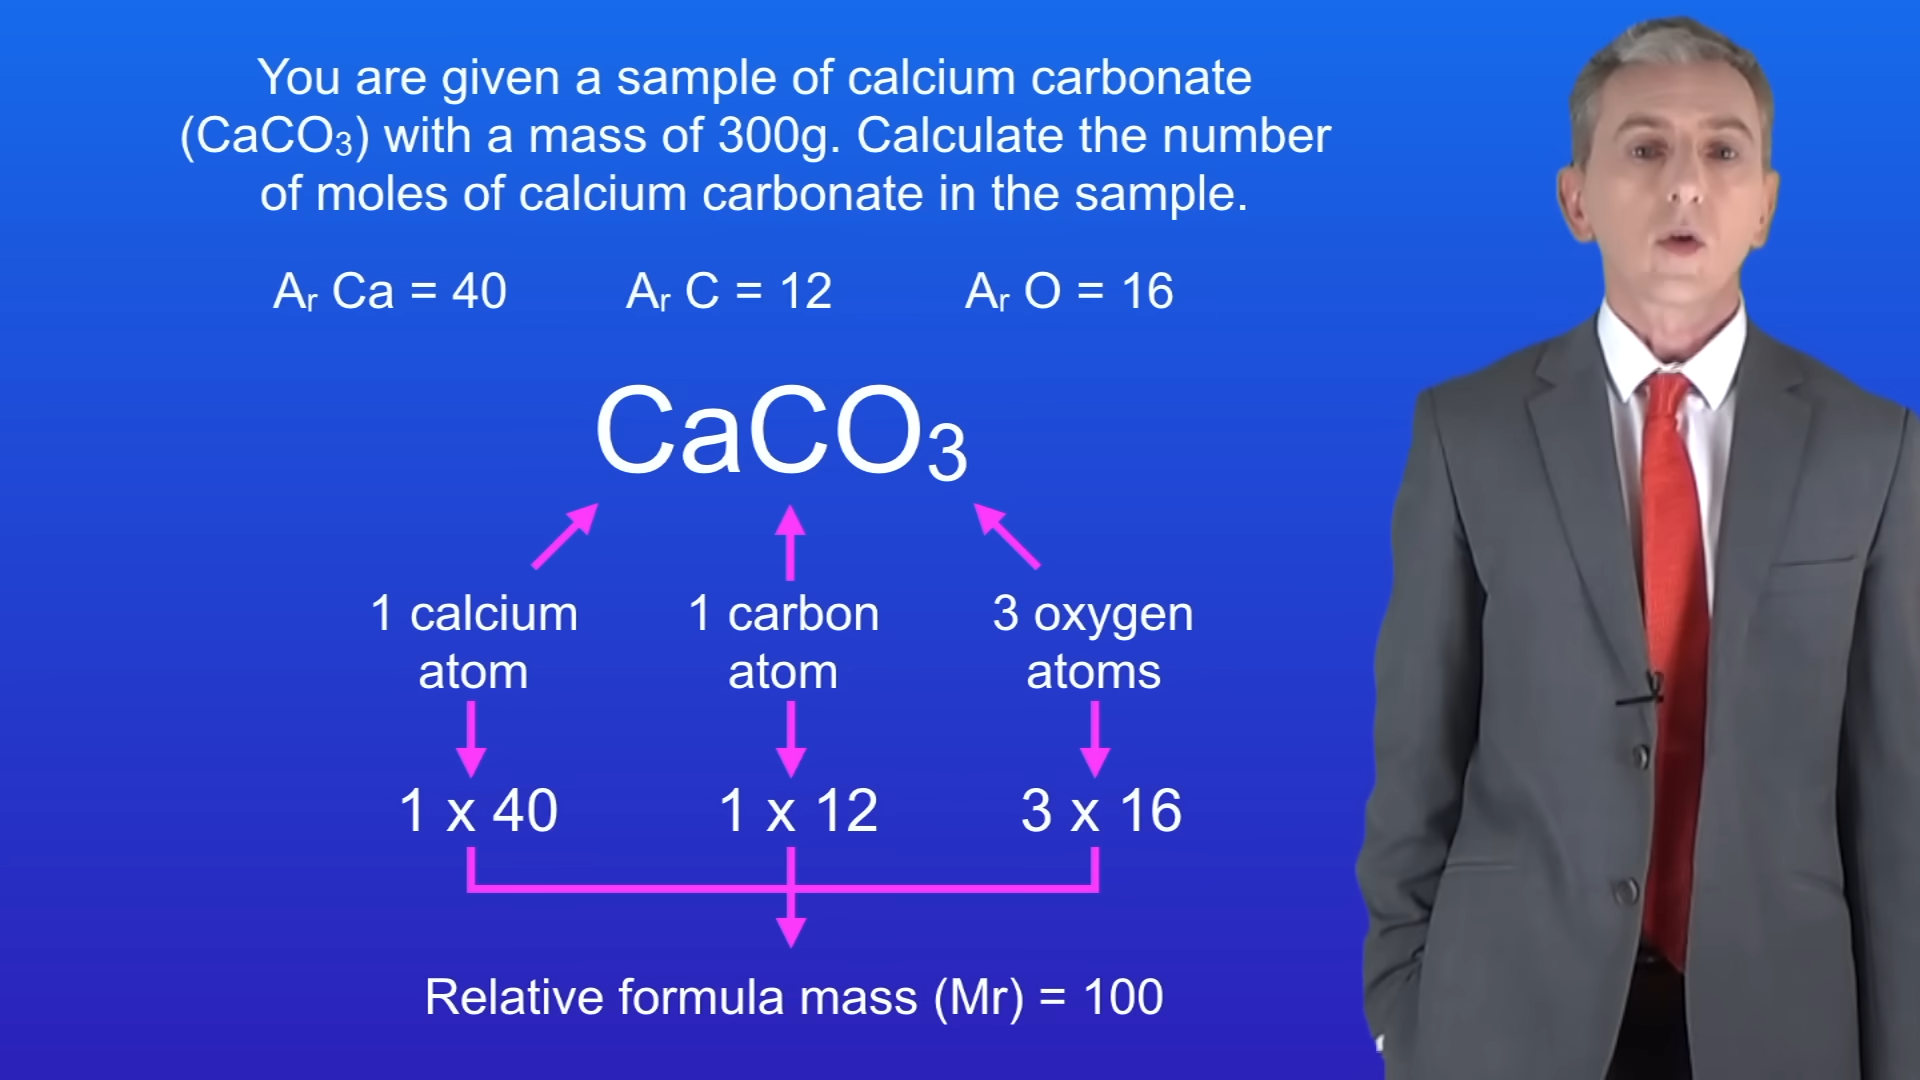 You are given a sample of calcium carbonate
(CaCO₃) with a mass of 300g. Calculate the number
of moles of calcium carbonate in the sample.
Aᵣ Ca = 40 Aᵣ C = 12 Aᵣ O = 16
CaCO₃
1 calcium 1 carbon 3 oxygen
atom atom atoms
1 x 40 1 x 12 3 x 16
Relative formula mass (Mr) = 100